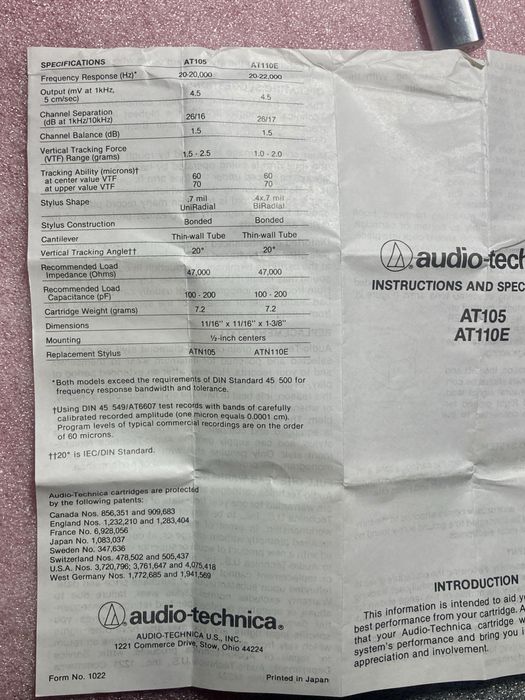 SPECIFICATIONS AT105 AT110E
Frequency Response (Hz)* 20-20,000 20-22,000
Output (mV at 1kHz,
5 cm/sec) 4.5 4.5
Channel Separation
(dB at 1kHz/10kHz) 26/16 26/17
Channel Balance (dB) 1.5 1.5
Vertical Tracking Force
(VTF) Range (grams) 1.5 - 2.5 1.0 - 2.0
Tracking Ability (microns)†
at center value VTF 60 60
at upper value VTF 70 70
Stylus Shape .7 mil .4x.7 mil
UniRadial BiRadial
Stylus Construction Bonded Bonded
Cantilever Thin-wall Tube Thin-wall Tube
Vertical Tracking Angle†† 20° 20°
Recommended Load
Impedance (Ohms) 47,000 47,000
Recommended Load
Capacitance (pF) 100 - 200 100 - 200
Cartridge Weight (grams) 7.2 7.2
Dimensions 11/16" x 11/16" x 1-3/8"
Mounting ½-inch centers
Replacement Stylus ATN105 ATN110E
*Both models exceed the requirements of DIN Standard 45 500 for
frequency response bandwidth and tolerance.
†Using DIN 45 549/AT6607 test records with bands of carefully
calibrated recorded amplitude (one micron equals 0.0001 cm).
Program levels of typical commercial recordings are on the order
of 60 microns.
††20° is IEC/DIN Standard.
Audio-Technica cartridges are protected
by the following patents:
Canada Nos. 856,351 and 909,683
England Nos. 1,232,210 and 1,283,404
France No. 6,928,056
Japan No. 1,083,037
Sweden No. 347,636
Switzerland Nos. 478,502 and 505,437
U.S.A. Nos. 3,720,796; 3,761,647 and 4,075,418
West Germany Nos. 1,772,685 and 1,941,569
audio-technica®
AUDIO-TECHNICA U.S., INC.
1221 Commerce Drive, Stow, Ohio 44224
Form No. 1022 Printed in Japan
audio-tech
INSTRUCTIONS AND SPEC
AT105
AT110E
INTRODUCTION
This information is intended to aid y
best performance from your cartridge. A
that your Audio-Technica cartridge w
system's performance and bring you
appreciation and involvement.